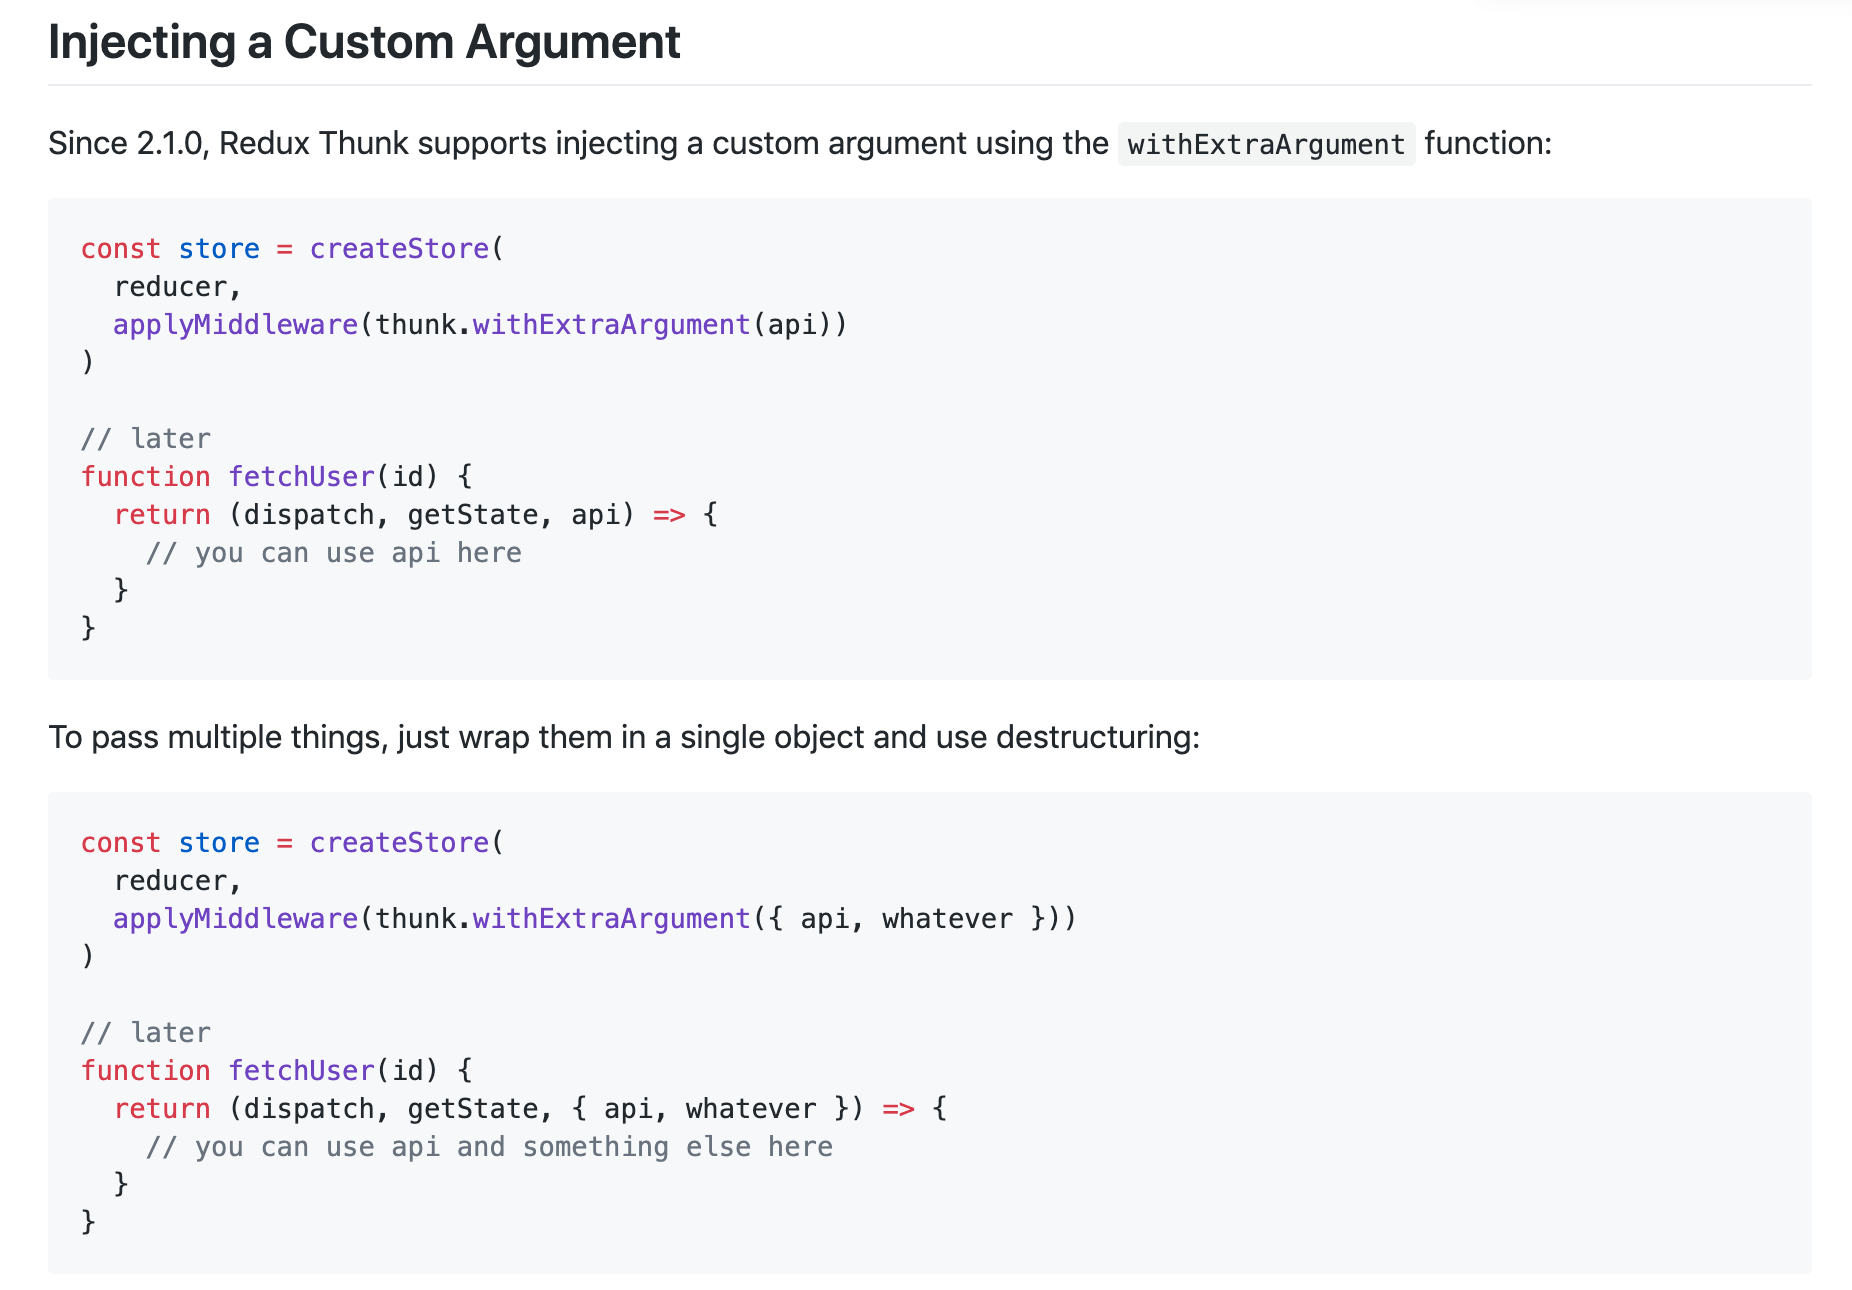 Injecting a Custom Argument
Since 2.1.0, Redux Thunk supports injecting a custom argument using the withExtraArgument function:
const store = createStore(
  reducer,
  applyMiddleware(thunk.withExtraArgument(api))
)

// later
function fetchUser(id) {
  return (dispatch, getState, api) => {
    // you can use api here
  }
}
To pass multiple things, just wrap them in a single object and use destructuring:
const store = createStore(
  reducer,
  applyMiddleware(thunk.withExtraArgument({ api, whatever }))
)

// later
function fetchUser(id) {
  return (dispatch, getState, { api, whatever }) => {
    // you can use api and something else here
  }
}